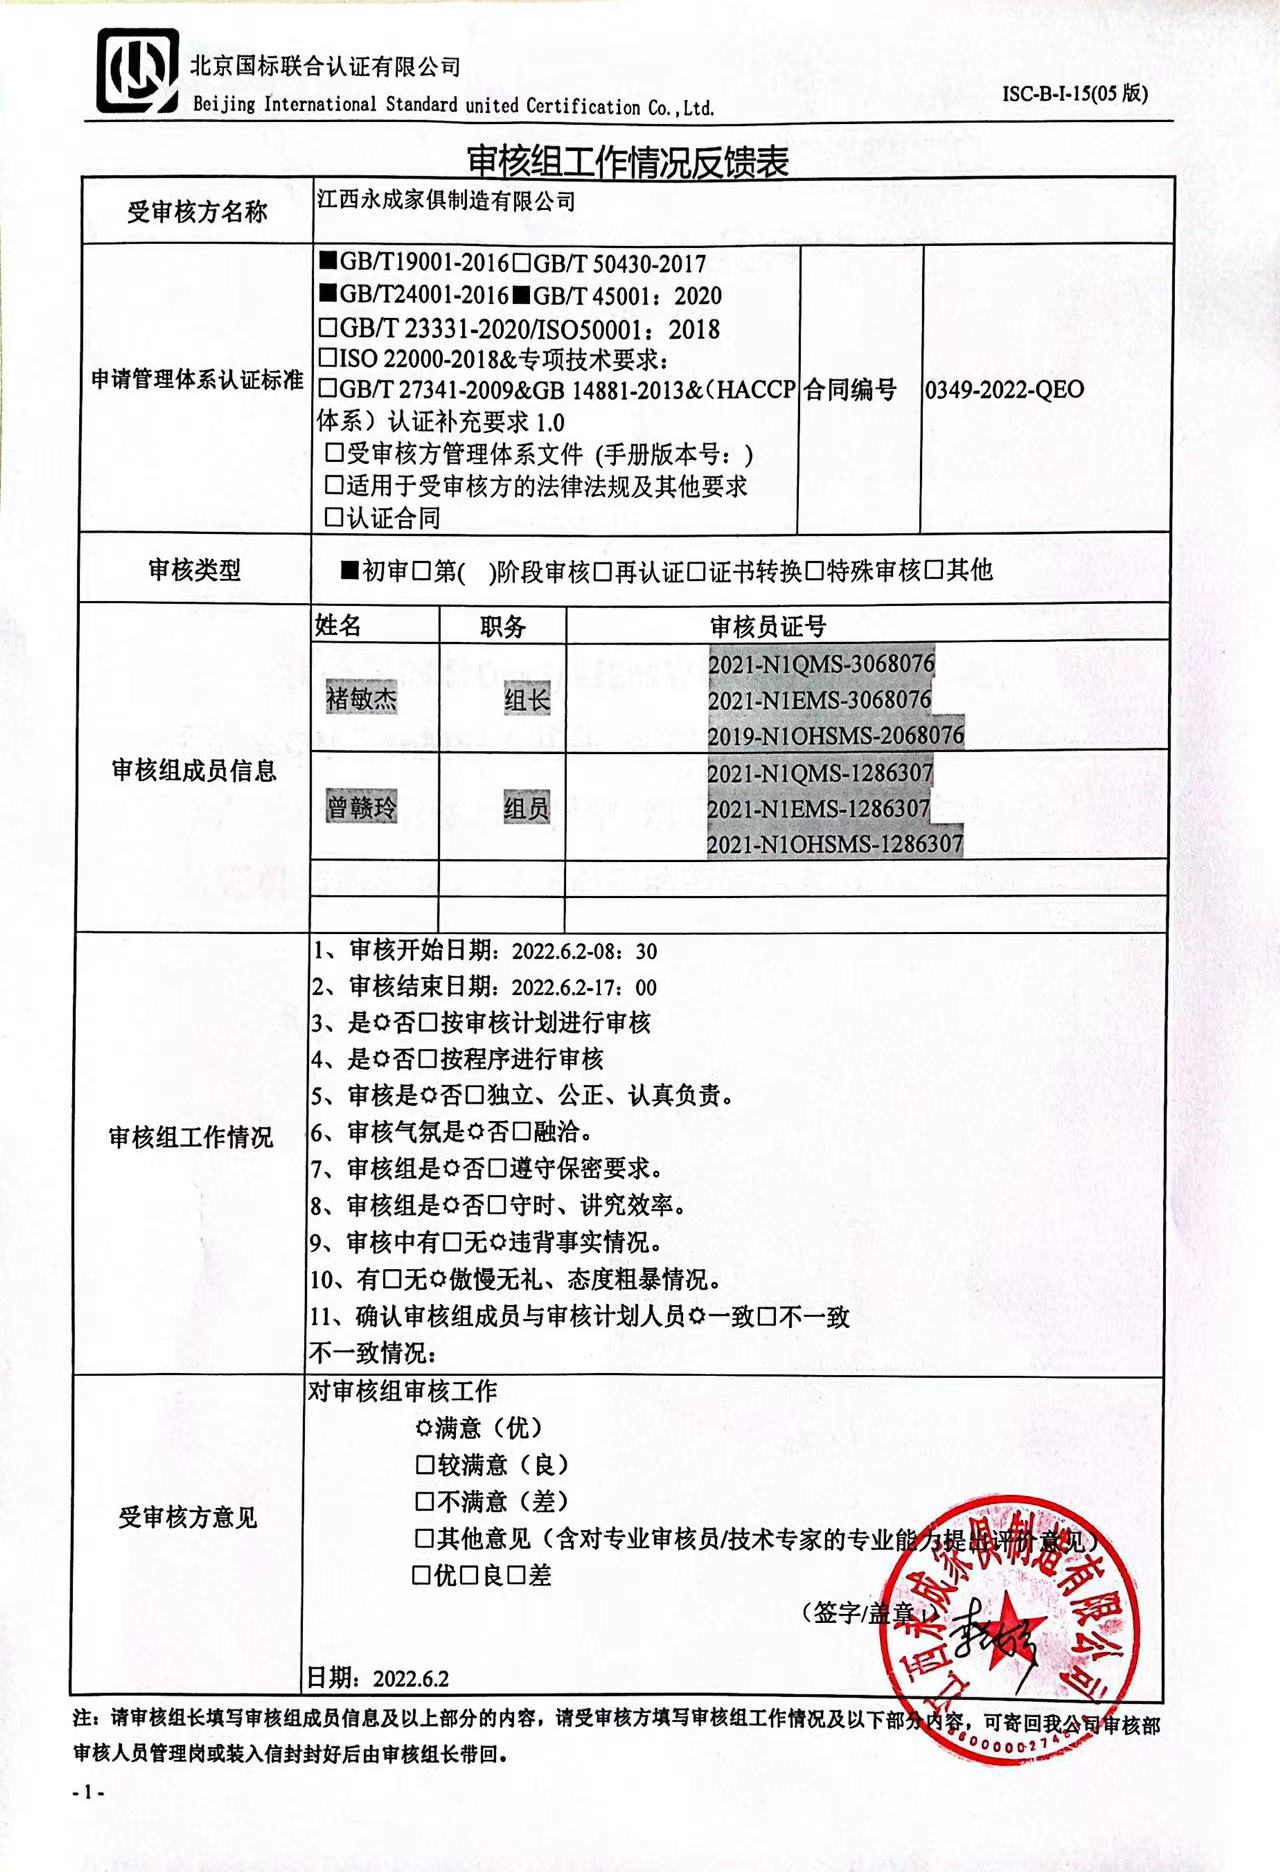 北京国标联合认证有限公司
Beijing International Standard united Certification Co.,Ltd.
ISC-B-I-15(05 版)
审核组工作情况反馈表
受审核方名称
江西永成家俱制造有限公司
申请管理体系认证标准
■GB/T19001-2016□GB/T 50430-2017
■GB/T24001-2016■GB/T 45001：2020
□GB/T 23331-2020/ISO50001：2018
□ISO 22000-2018&专项技术要求：
□GB/T 27341-2009&GB 14881-2013&（HACCP
体系）认证补充要求 1.0
□受审核方管理体系文件 (手册版本号：)
□适用于受审核方的法律法规及其他要求
□认证合同
合同编号
0349-2022-QEO
审核类型
■初审□第( )阶段审核□再认证□证书转换□特殊审核□其他
审核组成员信息
姓名 职务 审核员证号
褚敏杰 组长
2021-N1QMS-3068076
2021-N1EMS-3068076
2019-N1OHSMS-2068076
曾赣玲 组员
2021-N1QMS-1286307
2021-N1EMS-1286307
2021-N1OHSMS-1286307
审核组工作情况
1、审核开始日期：2022.6.2-08：30
2、审核结束日期：2022.6.2-17：00
3、是✩否□按审核计划进行审核
4、是✩否□按程序进行审核
5、审核是✩否□独立、公正、认真负责。
6、审核气氛是✩否□融洽。
7、审核组是✩否□遵守保密要求。
8、审核组是✩否□守时、讲究效率。
9、审核中有□无✩违背事实情况。
10、有□无✩傲慢无礼、态度粗暴情况。
11、确认审核组成员与审核计划人员✩一致□不一致
不一致情况：
受审核方意见
对审核组审核工作
✩满意（优）
□较满意（良）
□不满意（差）
□其他意见（含对专业审核员/技术专家的专业能力提出评价意见）
□优□良□差
（签字/盖章）
江西永成家俱制造有限公司
日期：2022.6.2
注：请审核组长填写审核组成员信息及以上部分的内容，请受审核方填写审核组工作情况及以下部分内容，可寄回我公司审核部
审核人员管理岗或装入信封封好后由审核组长带回。
- 1 -